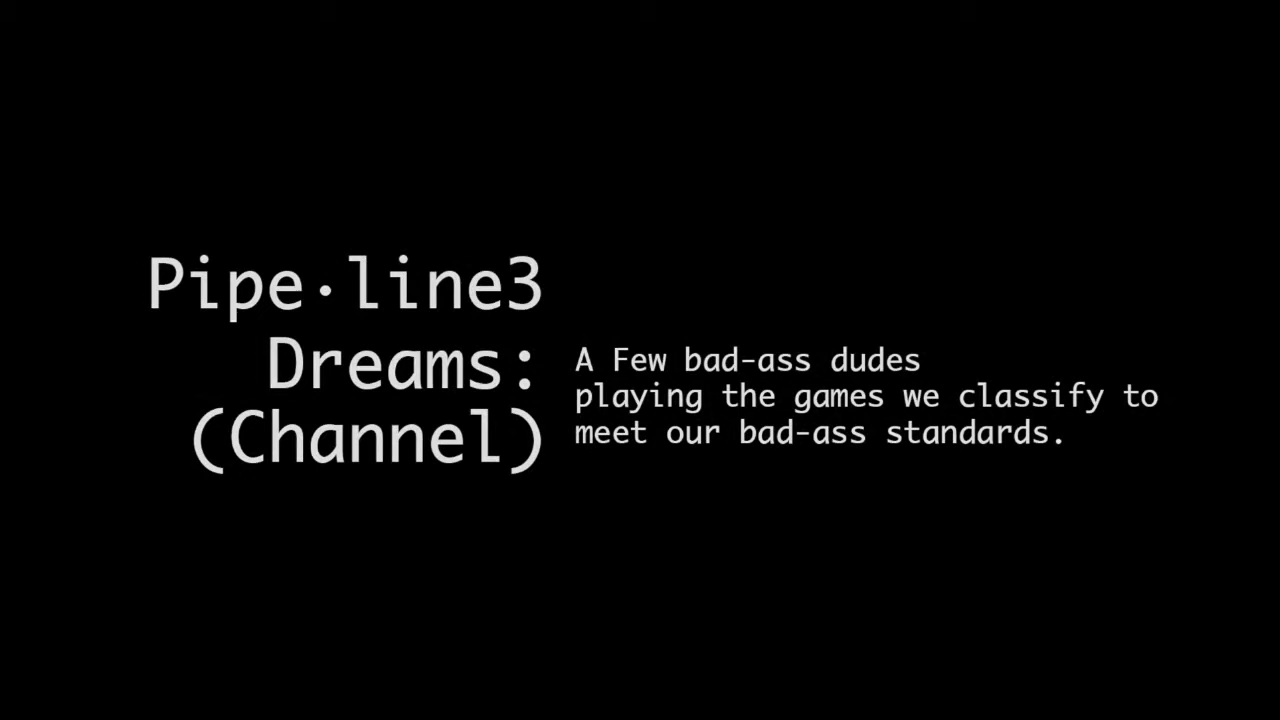 Pipe·line3
Dreams:
(Channel)
A Few bad-ass dudes
playing the games we classify to
meet our bad-ass standards.